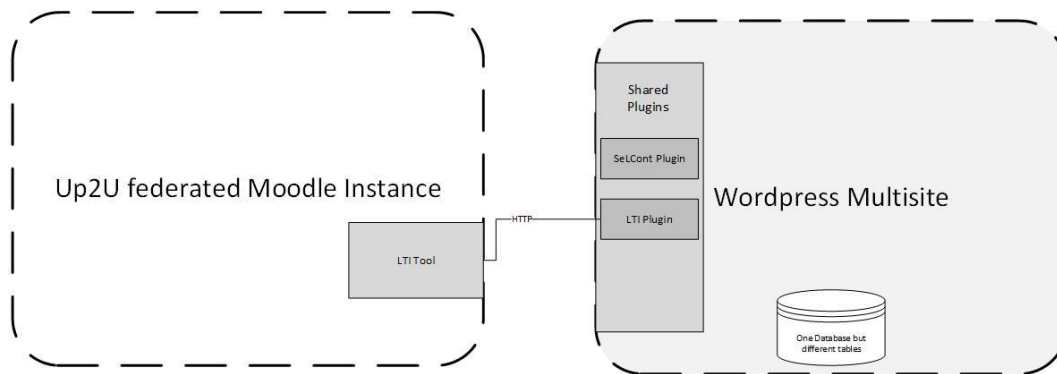 Up2U federated Moodle Instance
LTI Tool
HTTP
Shared
Plugins
SeLCont Plugin
LTI Plugin
Wordpress Multisite
One Database but
different tables